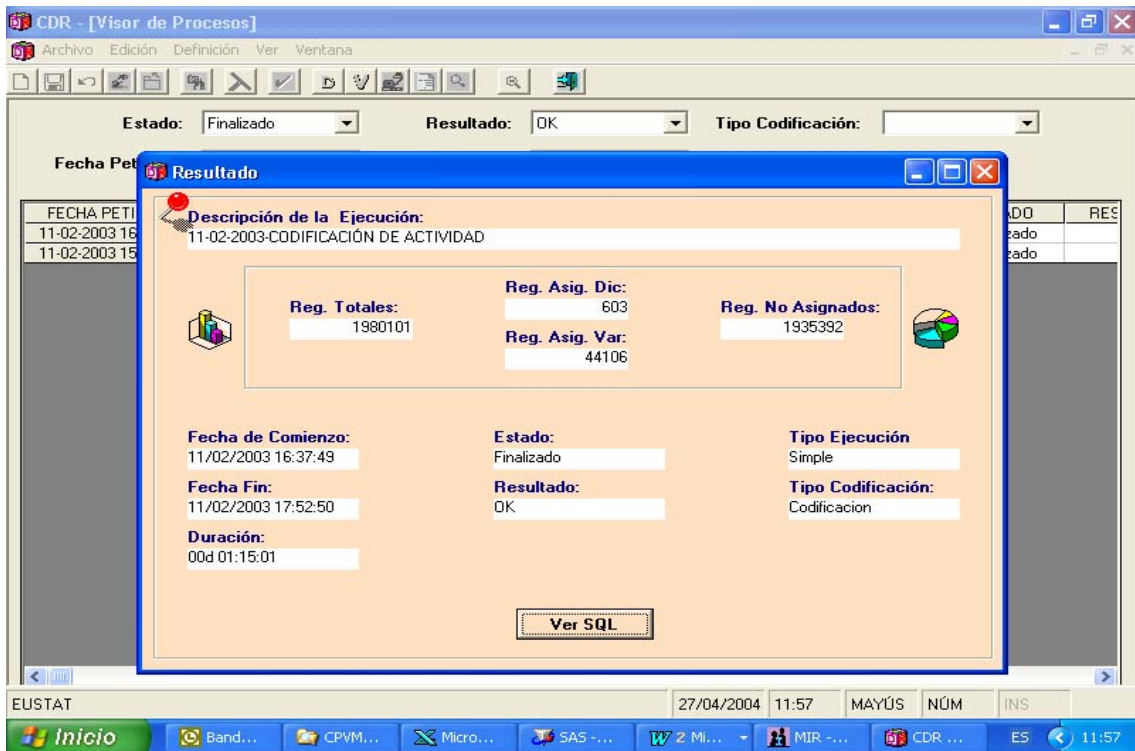 CDR - [Visor de Procesos]
Archivo Edición Definición Ver Ventana
Estado: Finalizado Resultado: OK Tipo Codificación:
Fecha Pet
Resultado
FECHA PETI ADO RES
11-02-2003 16 zado
11-02-2003 15 zado
Descripción de la Ejecución:
11-02-2003-CODIFICACIÓN DE ACTIVIDAD
Reg. Totales:
1980101
Reg. Asig. Dic:
603
Reg. Asig. Var:
44106
Reg. No Asignados:
1935392
Fecha de Comienzo: Estado: Tipo Ejecución
11/02/2003 16:37:49 Finalizado Simple
Fecha Fin: Resultado: Tipo Codificación:
11/02/2003 17:52:50 OK Codificacion
Duración:
00d 01:15:01
Ver SQL
EUSTAT 27/04/2004 11:57 MAYÚS NÚM INS
Inicio Band... CPVM... Micro... SAS -... 2 Mi... MIR -... CDR ... ES 11:57